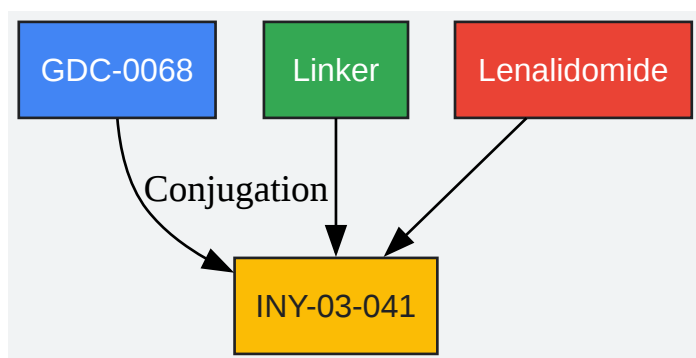 GDC-0068
Linker
Lenalidomide
Conjugation
INY-03-041